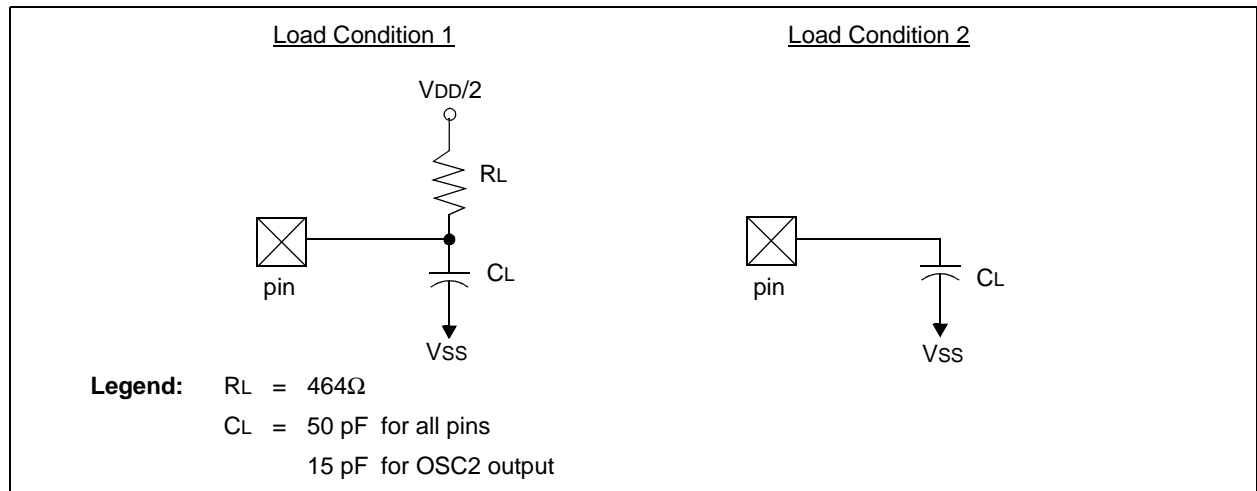 Load Condition 1
Load Condition 2
VDD/2
RL
CL
pin
VSS
CL
pin
VSS
Legend: RL = 464Ω
CL = 50 pF for all pins
15 pF for OSC2 output